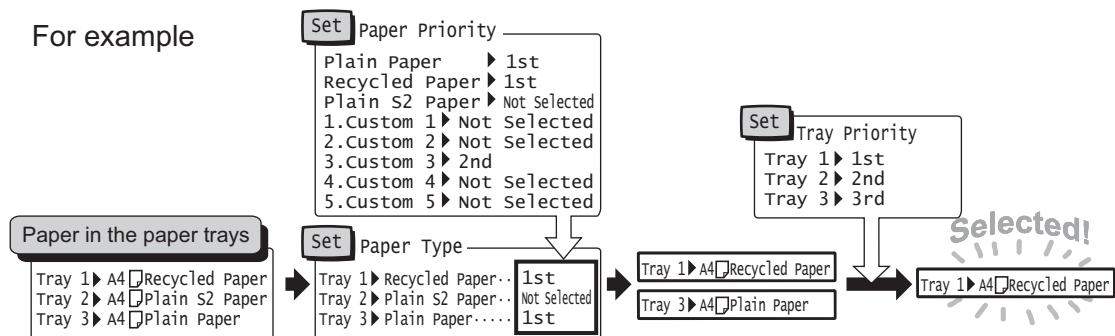 For example
Set Paper Priority
Plain Paper ▶ 1st
Recycled Paper ▶ 1st
Plain S2 Paper ▶ Not Selected
1.Custom 1 ▶ Not Selected
2.Custom 2 ▶ Not Selected
3.Custom 3 ▶ 2nd
4.Custom 4 ▶ Not Selected
5.Custom 5 ▶ Not Selected
Set Tray Priority
Tray 1 ▶ 1st
Tray 2 ▶ 2nd
Tray 3 ▶ 3rd
Paper in the paper trays
Tray 1 ▶ A4 Recycled Paper
Tray 2 ▶ A4 Plain S2 Paper
Tray 3 ▶ A4 Plain Paper
Set Paper Type
Tray 1 ▶ Recycled Paper·· 1st
Tray 2 ▶ Plain S2 Paper·· Not Selected
Tray 3 ▶ Plain Paper····· 1st
Tray 1 ▶ A4 Recycled Paper
Tray 3 ▶ A4 Plain Paper
Selected!
Tray 1 ▶ A4 Recycled Paper